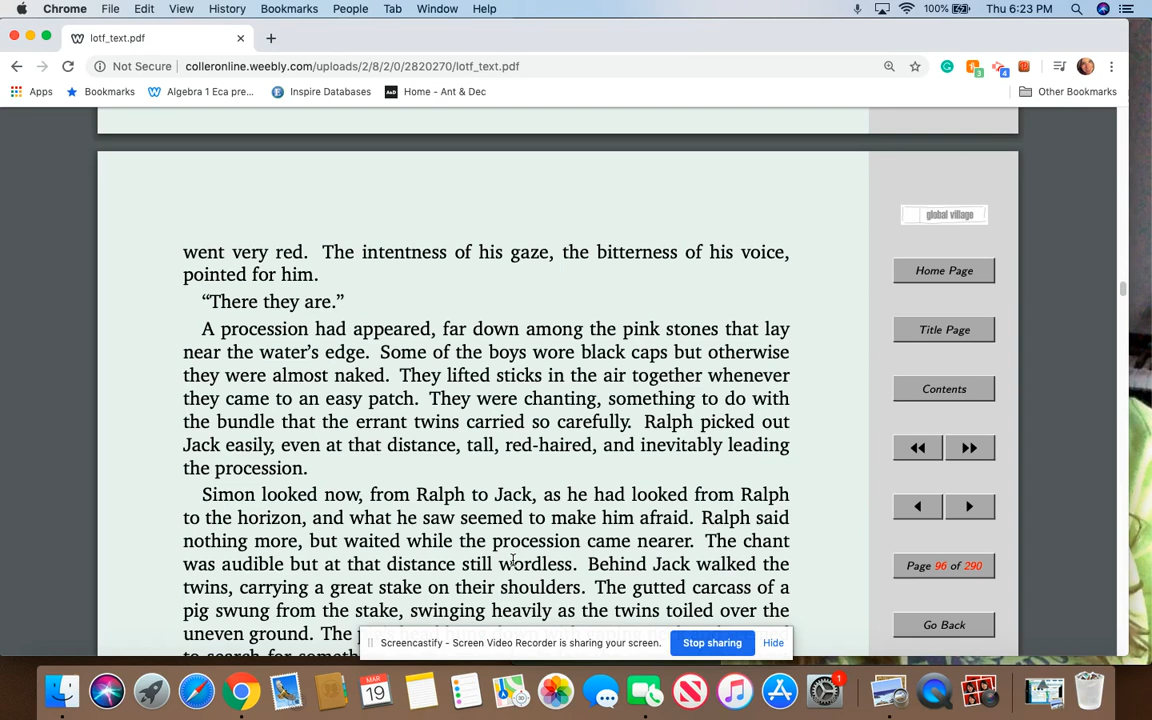 Chrome File Edit View History Bookmarks People Tab Window Help 100% Thu 6:23 PM
lotf_text.pdf
Not Secure colleronline.weebly.com/uploads/2/8/2/0/2820270/lotf_text.pdf
3 4
Apps Bookmarks Algebra 1 Eca pre... Inspire Databases A&D Home - Ant & Dec Other Bookmarks
went very red. The intentness of his gaze, the bitterness of his voice,
pointed for him.
“There they are.”
A procession had appeared, far down among the pink stones that lay
near the water’s edge. Some of the boys wore black caps but otherwise
they were almost naked. They lifted sticks in the air together whenever
they came to an easy patch. They were chanting, something to do with
the bundle that the errant twins carried so carefully. Ralph picked out
Jack easily, even at that distance, tall, red-haired, and inevitably leading
the procession.
Simon looked now, from Ralph to Jack, as he had looked from Ralph
to the horizon, and what he saw seemed to make him afraid. Ralph said
nothing more, but waited while the procession came nearer. The chant
was audible but at that distance still wordless. Behind Jack walked the
twins, carrying a great stake on their shoulders. The gutted carcass of a
pig swung from the stake, swinging heavily as the twins toiled over the
uneven ground. The
global village
Home Page
Title Page
Contents
Page 96 of 290
Go Back
Screencastify - Screen Video Recorder is sharing your screen. Stop sharing Hide
MAR
19
1